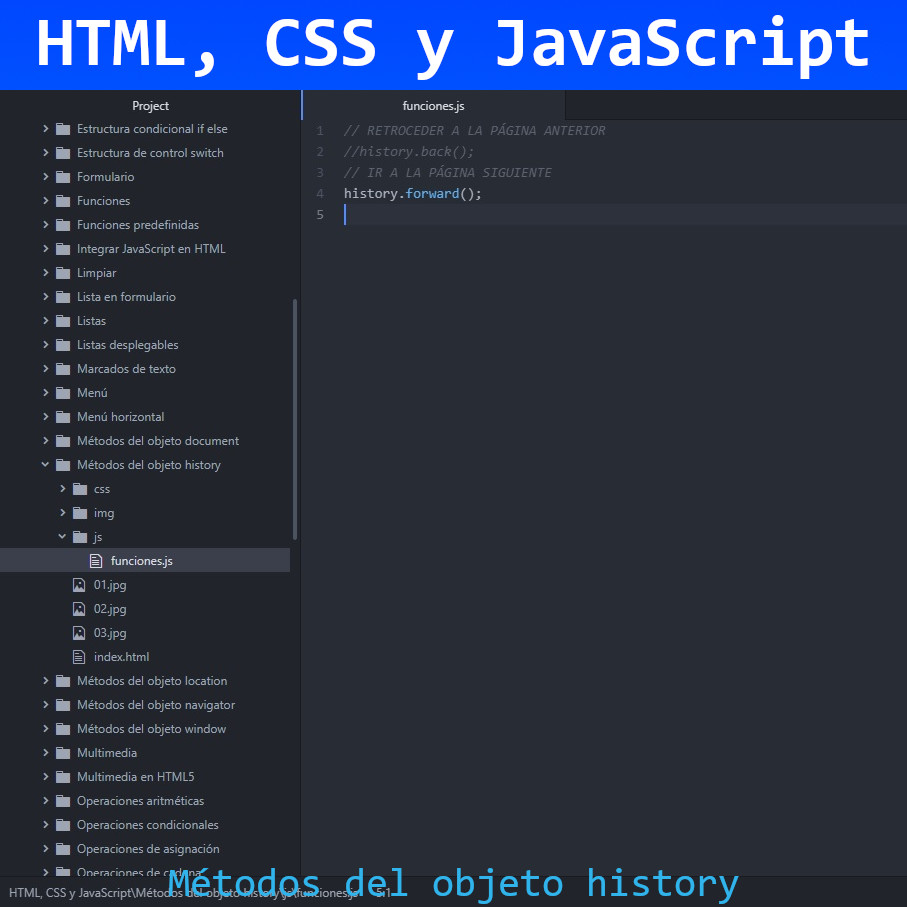 HTML, CSS y JavaScript
Project
Estructura condicional if else
Estructura de control switch
Formulario
Funciones
Funciones predefinidas
Integrar JavaScript en HTML
Limpiar
Lista en formulario
Listas
Listas desplegables
Marcados de texto
Menú
Menú horizontal
Métodos del objeto document
Métodos del objeto history
css
img
js
funciones.js
01.jpg
02.jpg
03.jpg
index.html
Métodos del objeto location
Métodos del objeto navigator
Métodos del objeto window
Multimedia
Multimedia en HTML5
Operaciones aritméticas
Operaciones condicionales
Operaciones de asignación
Operaciones de cadena
funciones.js
1 // RETROCEDER A LA PÁGINA ANTERIOR
2 //history.back();
3 // IR A LA PÁGINA SIGUIENTE
4 history.forward();
5
HTML, CSS y JavaScript\Métodos del objeto history\js\funciones.js 5:1
Métodos del objeto history